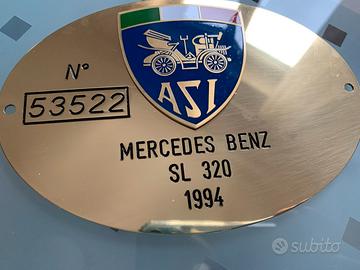 ASI
N°
53522
MERCEDES BENZ
SL 320
1994
subito